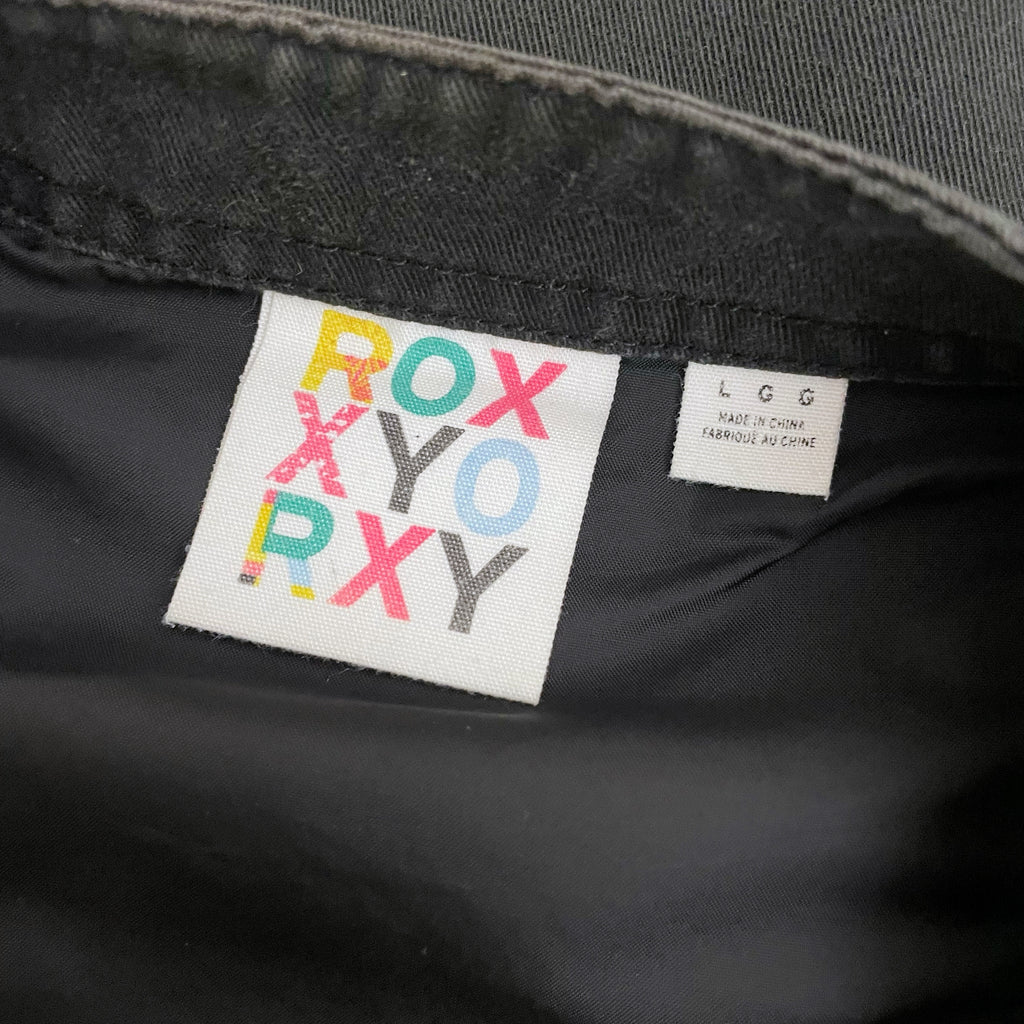 ROX
XYO
RXY
L G G
MADE IN CHINA
FABRIQUÉ AU CHINE